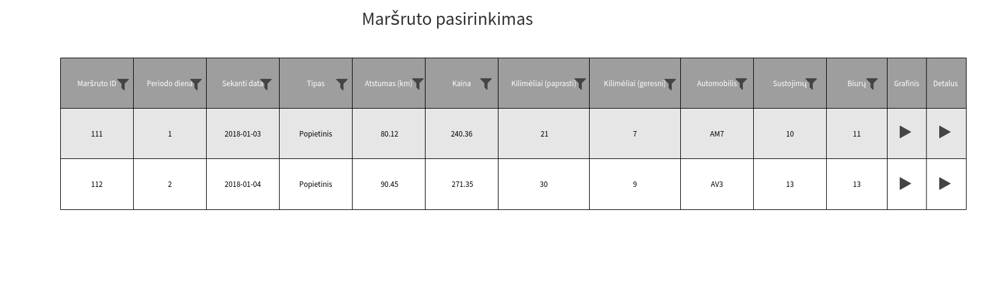 Maršruto pasirinkimas
Maršruto ID Periodo diena Sekanti data Tipas Atstumas (km) Kaina Kilimėliai (paprasti) Kilimėliai (geresni) Automobilis Sustojimų Biurų Grafinis Detalus
111 1 2018-01-03 Popietinis 80.12 240.36 21 7 AM7 10 11
112 2 2018-01-04 Popietinis 90.45 271.35 30 9 AV3 13 13